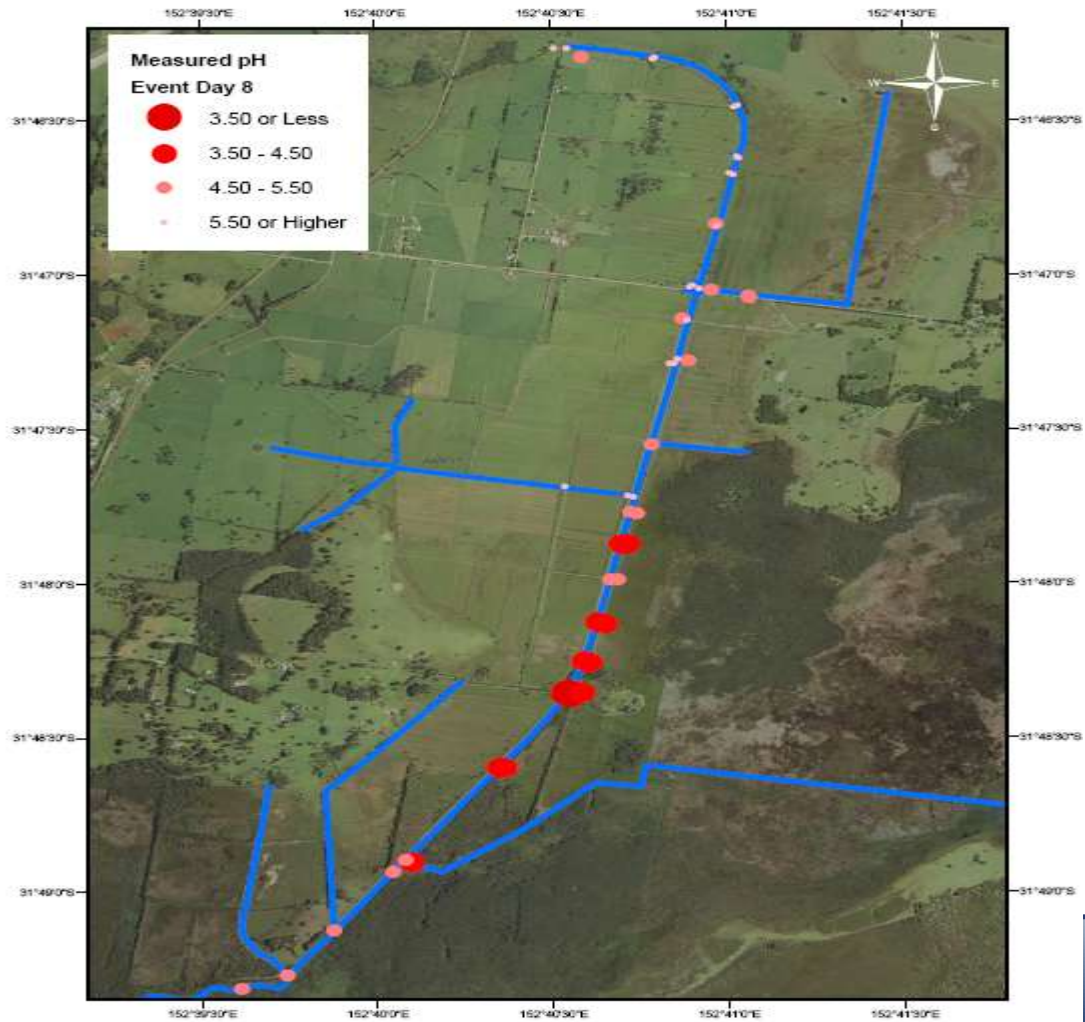 152°39'30"E 152°40'0"E 152°40'30"E 152°41'0"E 152°41'30"E
Measured pH
Event Day 8
3.50 or Less
3.50 - 4.50
4.50 - 5.50
5.50 or Higher
N
W E
S
31°46'30"S 31°46'30"S
31°47'0"S 31°47'0"S
31°47'30"S 31°47'30"S
31°48'0"S 31°48'0"S
31°48'30"S 31°48'30"S
31°49'0"S 31°49'0"S
152°39'30"E 152°40'0"E 152°40'30"E 152°41'0"E 152°41'30"E